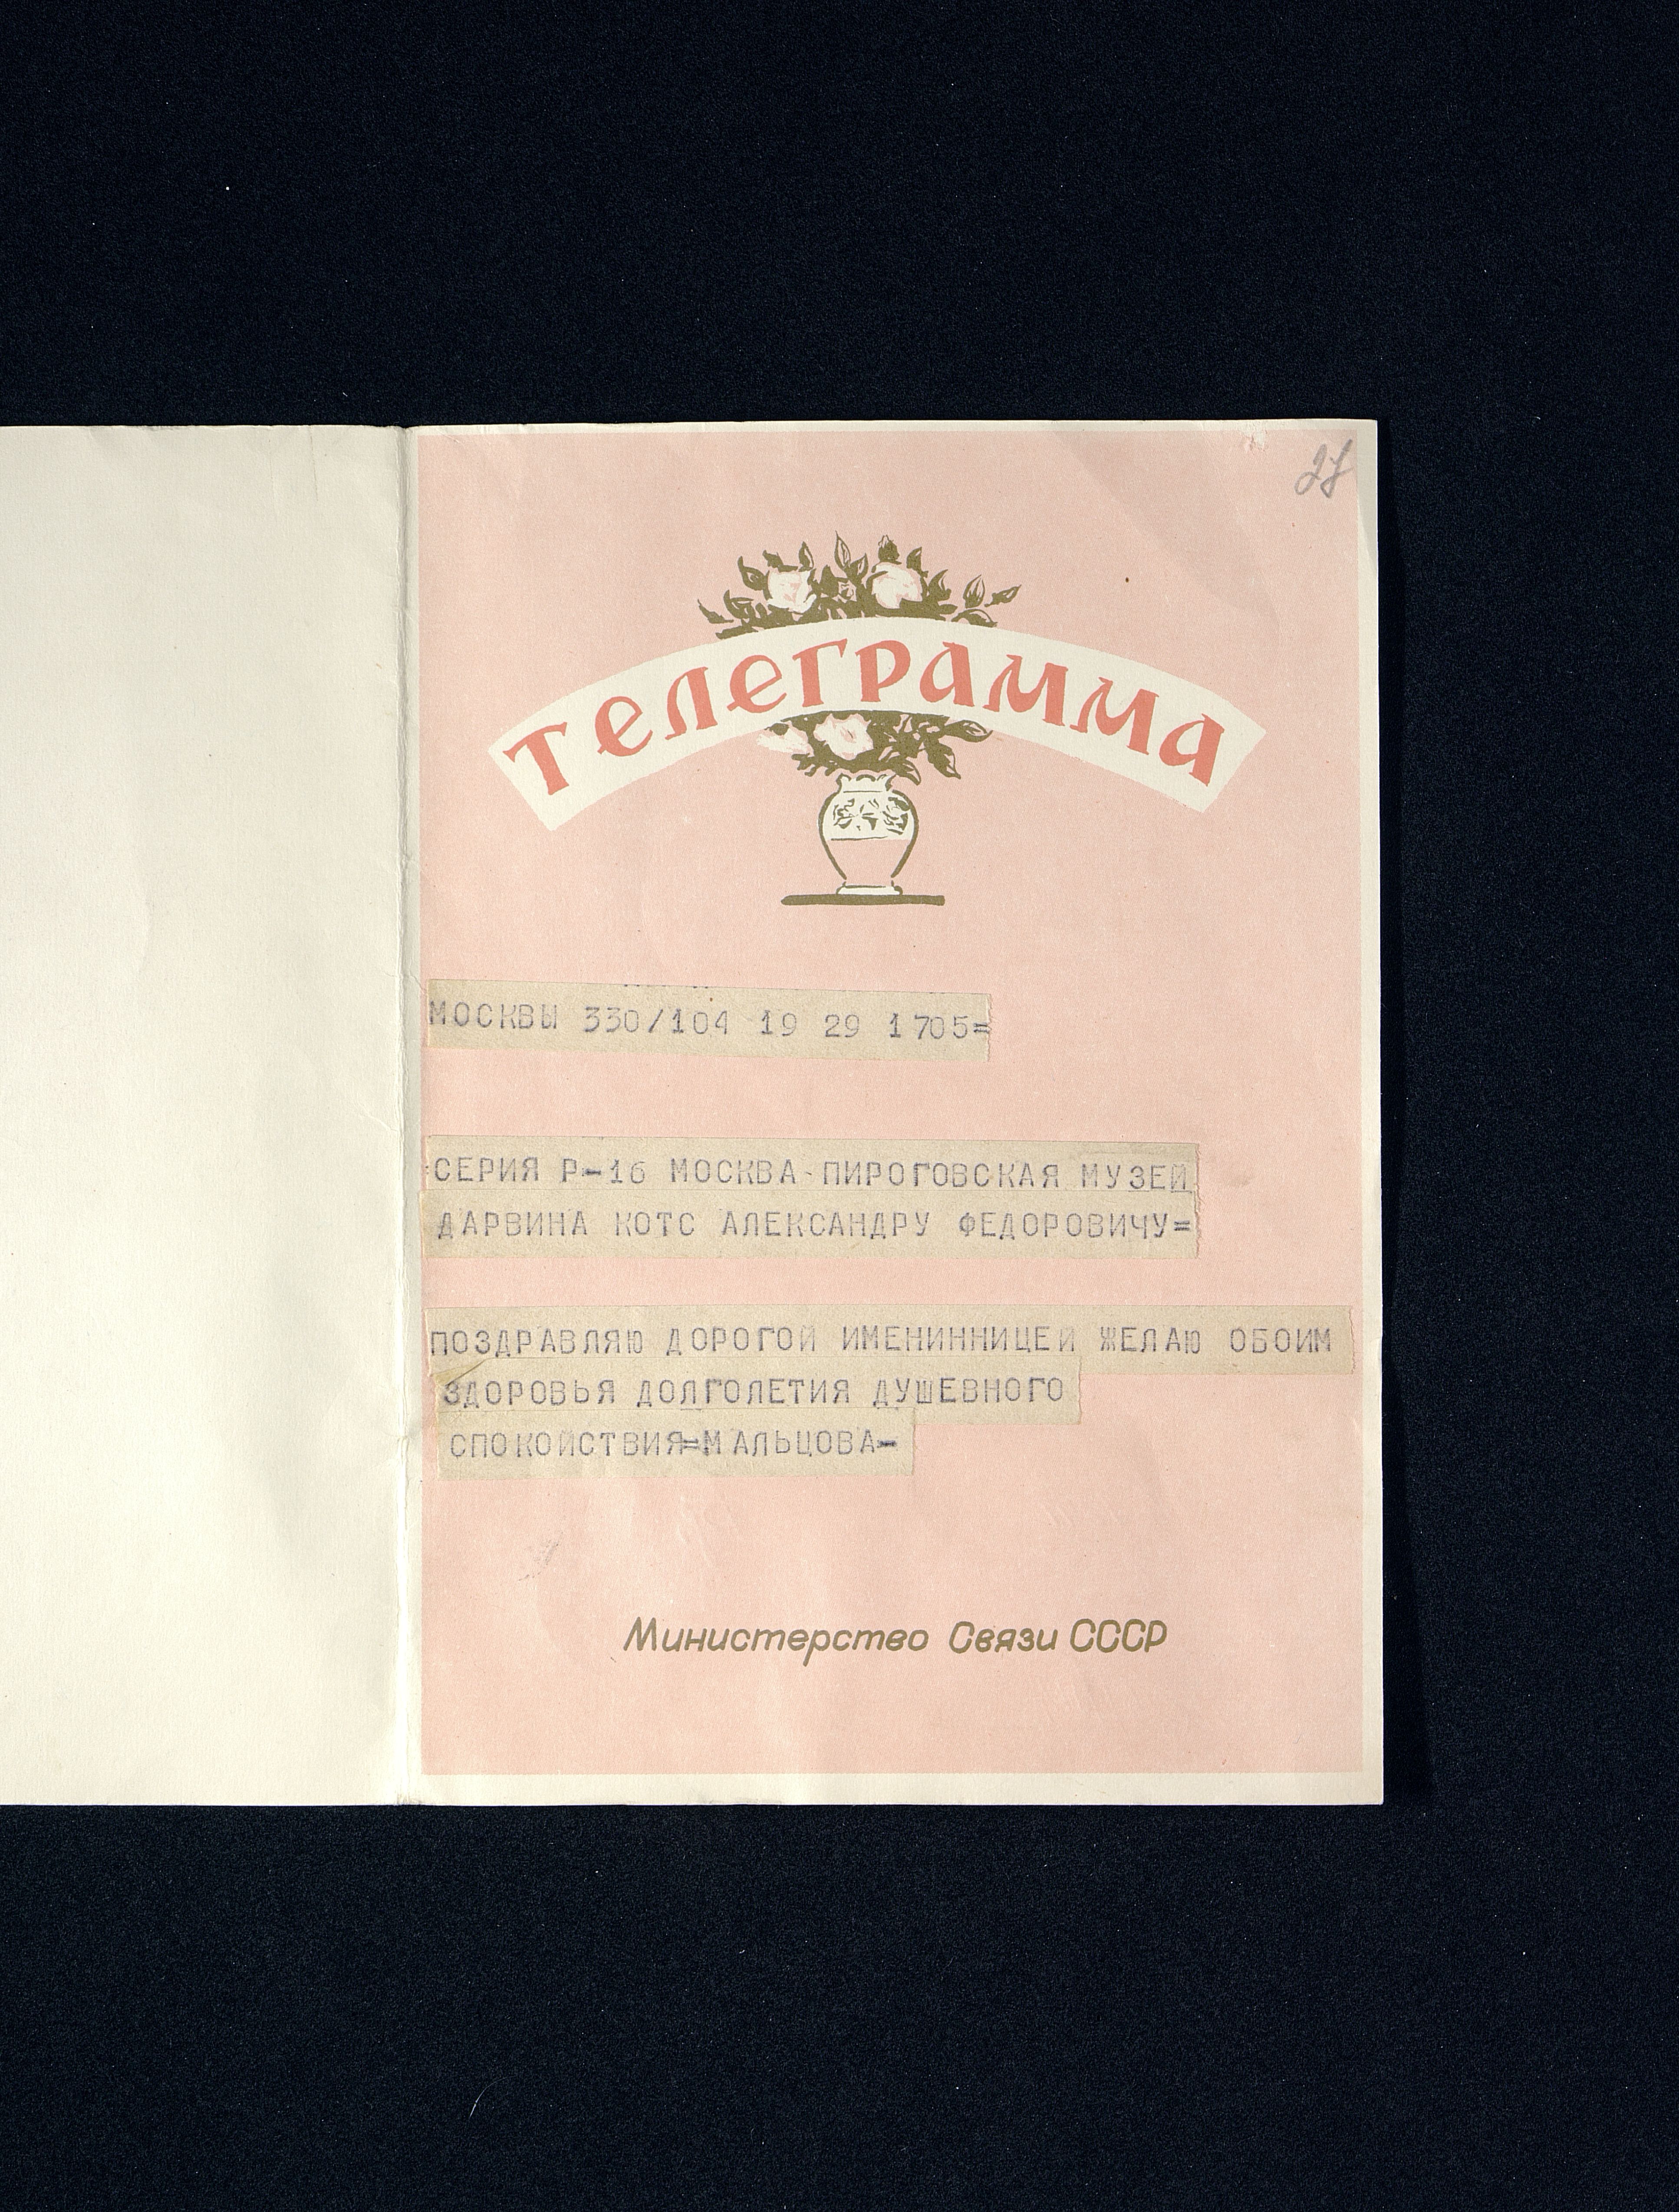 27
ТЕЛЕГРАММА
МОСКВЫ 330/104 19 29 1705=
=СЕРИЯ Р-16 МОСКВА-ПИРОГОВСКАЯ МУЗЕЙ
ДАРВИНА КОТС АЛЕКСАНДРУ ФЕДОРОВИЧУ=
ПОЗДРАВЛЯЮ ДОРОГОЙ ИМЕНИННИЦЕЙ ЖЕЛАЮ ОБОИМ
ЗДОРОВЬЯ ДОЛГОЛЕТИЯ ДУШЕВНОГО
СПОКОЙСТВИЯ=МАЛЬЦОВА-
Министерство Связи СССР